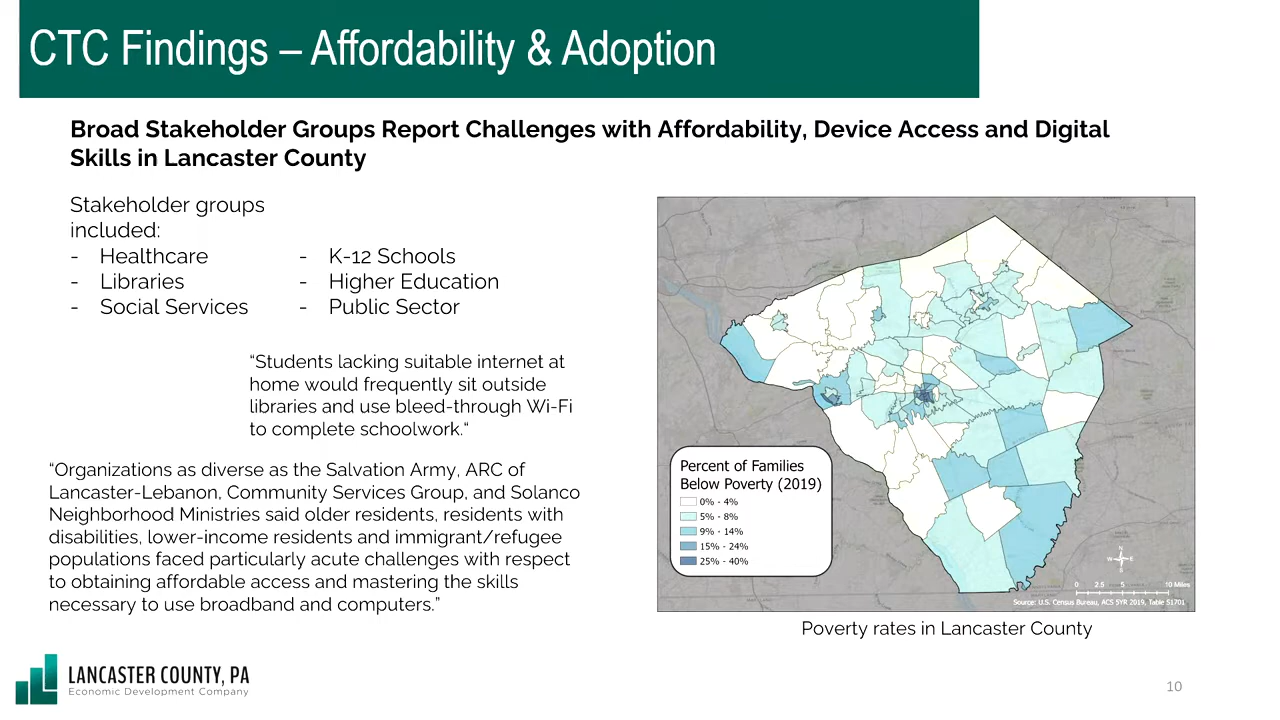 CTC Findings – Affordability & Adoption
Broad Stakeholder Groups Report Challenges with Affordability, Device Access and Digital
Skills in Lancaster County
Stakeholder groups
included:
- Healthcare
- Libraries
- Social Services
- K-12 Schools
- Higher Education
- Public Sector
“Students lacking suitable internet at
home would frequently sit outside
libraries and use bleed-through Wi-Fi
to complete schoolwork.“
“Organizations as diverse as the Salvation Army, ARC of
Lancaster-Lebanon, Community Services Group, and Solanco
Neighborhood Ministries said older residents, residents with
disabilities, lower-income residents and immigrant/refugee
populations faced particularly acute challenges with respect
to obtaining affordable access and mastering the skills
necessary to use broadband and computers.”
Percent of Families
Below Poverty (2019)
0% - 4%
5% - 8%
9% - 14%
15% - 24%
25% - 40%
N
W E
S
0 2.5 5 10 Miles
Source: U.S. Census Bureau, ACS 5YR 2019, Table S1701
Poverty rates in Lancaster County
LANCASTER COUNTY, PA
Economic Development Company
10